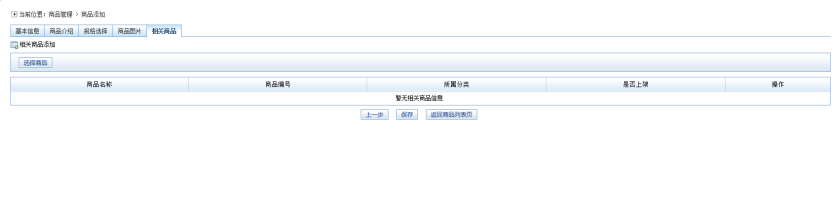 当前位置：商品管理 > 商品添加
基本信息 商品介绍 规格选择 商品图片 相关商品
相关商品添加
选择商品
商品名称 商品编号 所属分类 是否上架 操作
暂无相关商品信息
上一步 保存 返回商品列表页